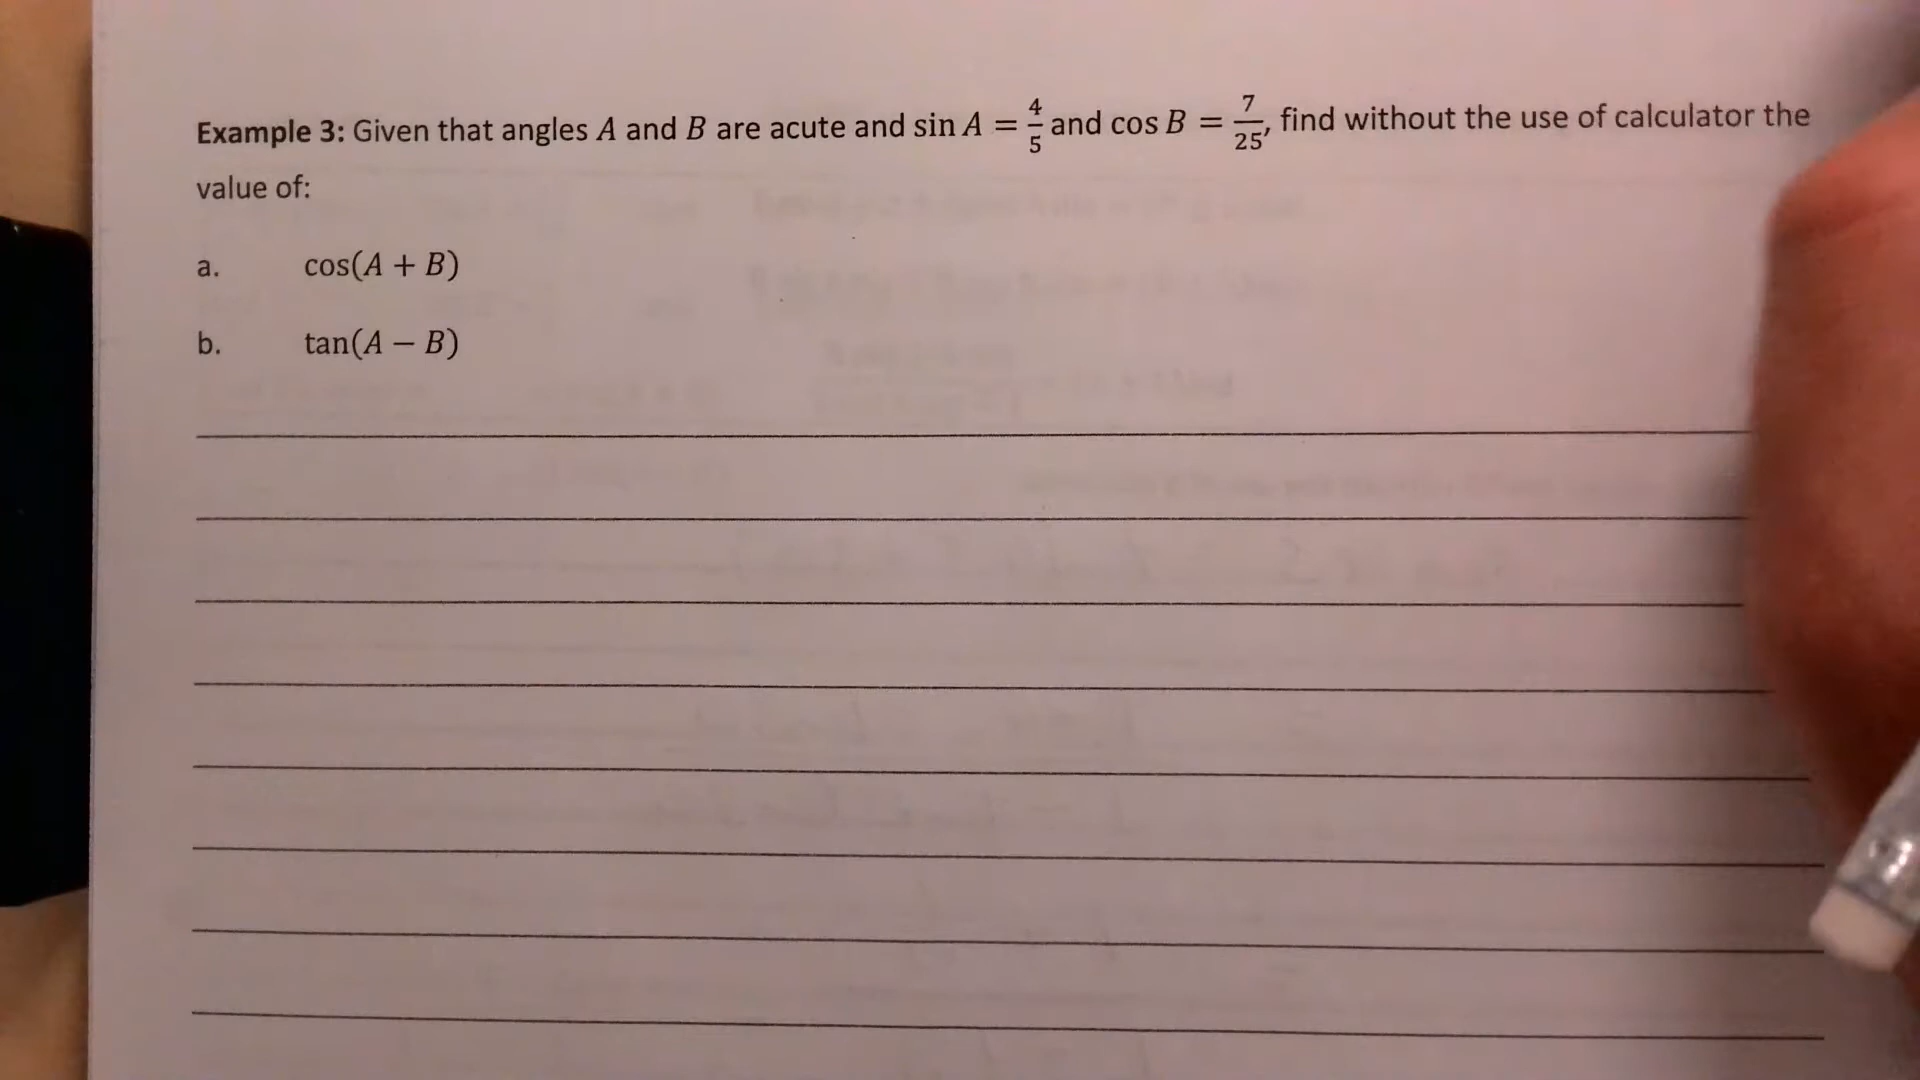 Example 3: Given that angles A and B are acute and sin A = 4/5 and cos B = 7/25, find without the use of calculator the
value of:
a. cos(A + B)
b. tan(A − B)